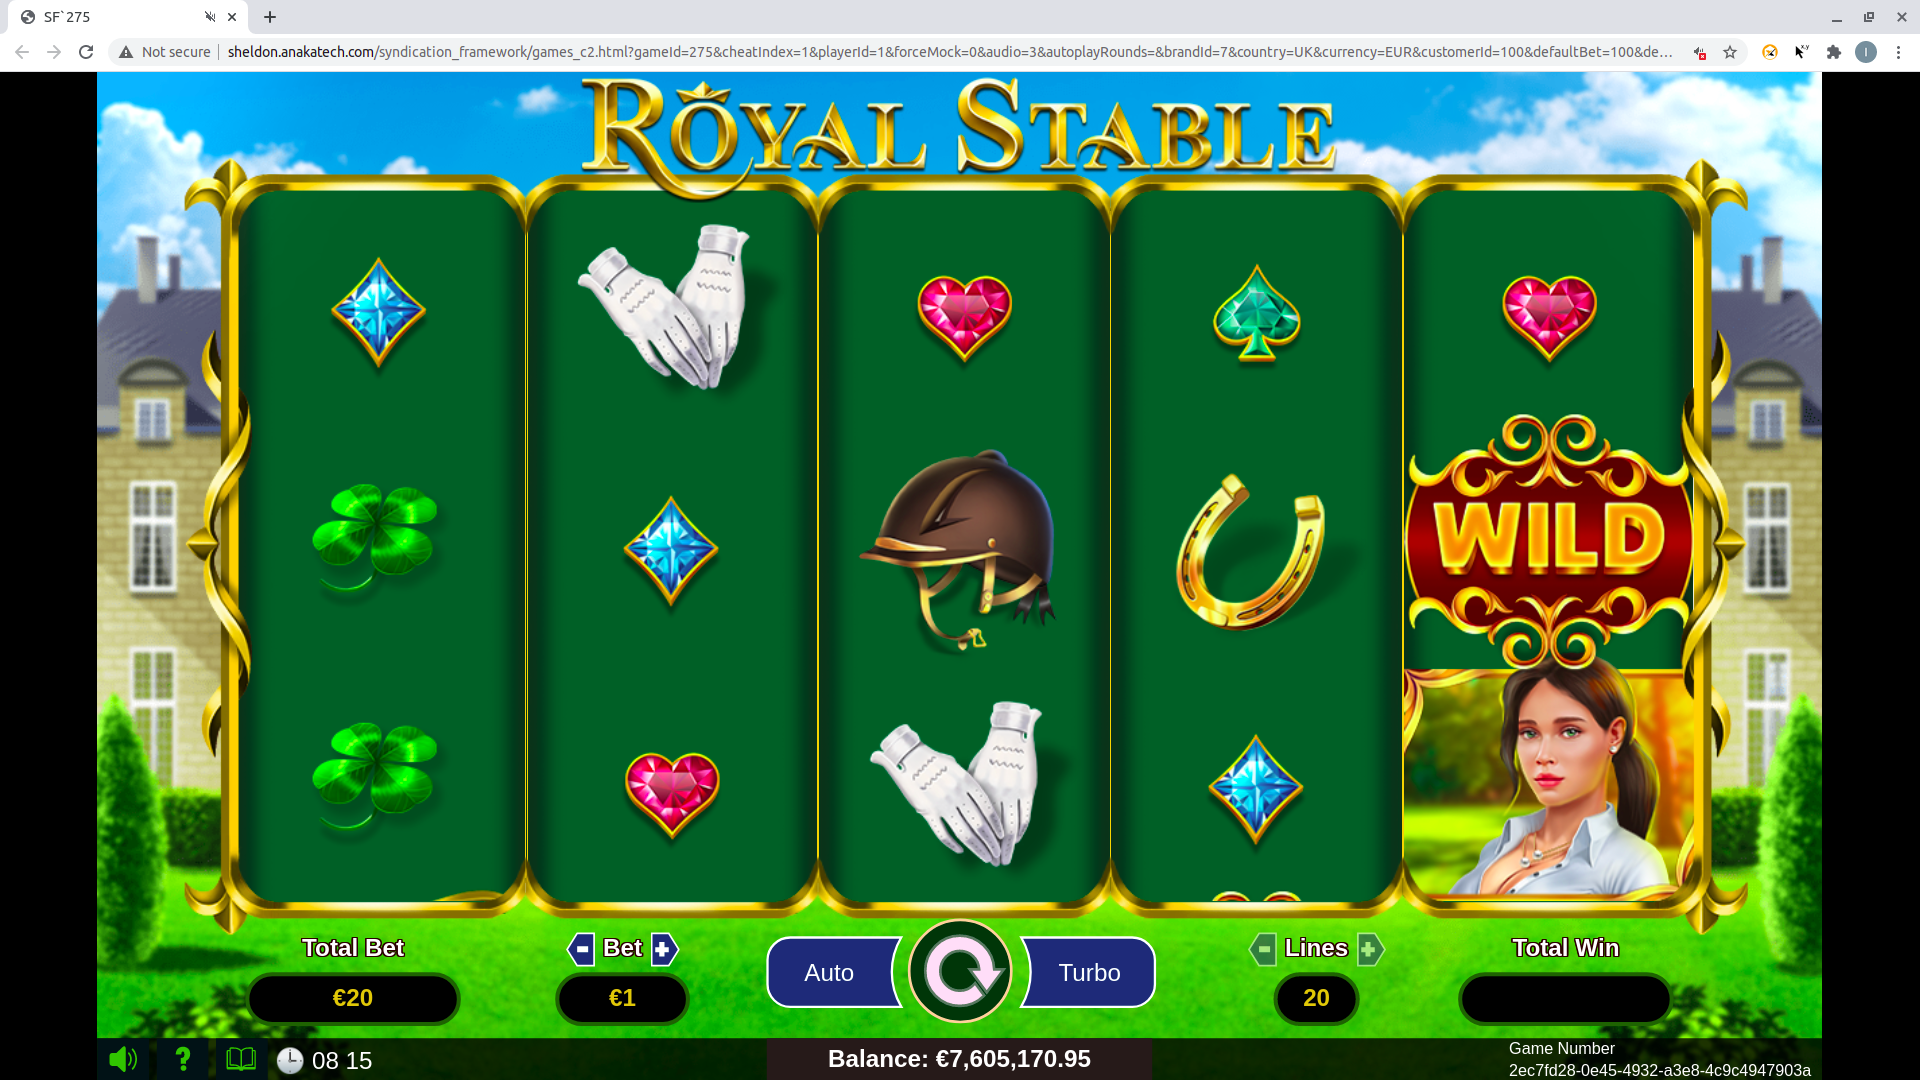 SF`275
Not secure
sheldon.anakatech.com/syndication_framework/games_c2.html?gameId=275&cheatIndex=1&playerId=1&forceMock=0&audio=3&autoplayRounds=&brandId=7&country=UK&currency=EUR&customerId=100&defaultBet=100&de...
I
ROYAL STABLE
WILD
Total Bet
- Bet +
- Lines +
Total Win
€20
€1
Auto
Turbo
20
? 08 15
Balance: €7,605,170.95
Game Number
2ec7fd28-0e45-4932-a3e8-4c9c4947903a